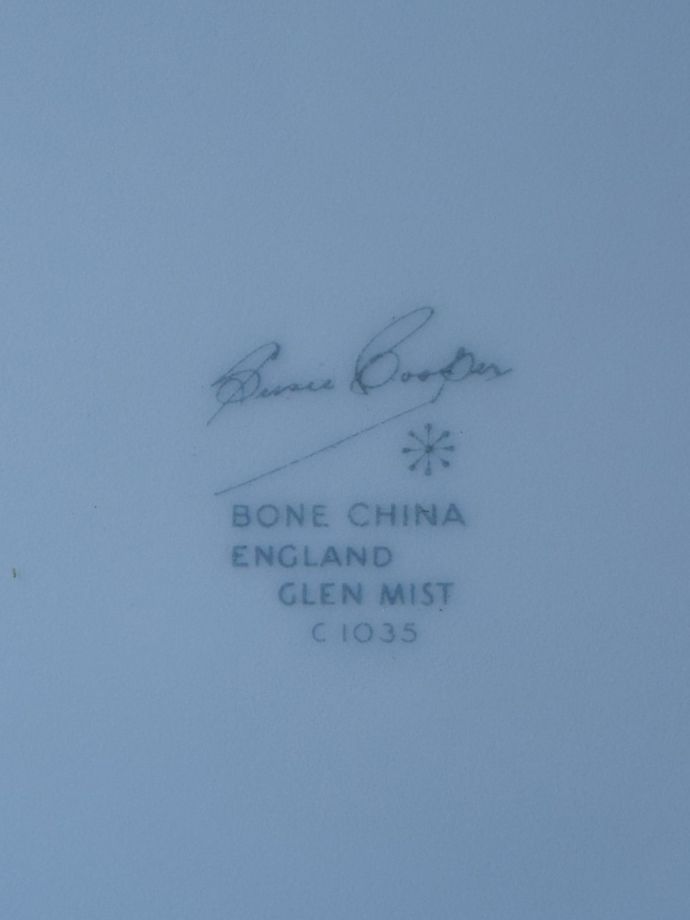 Susie Cooper
BONE CHINA
ENGLAND
GLEN MIST
C 1035